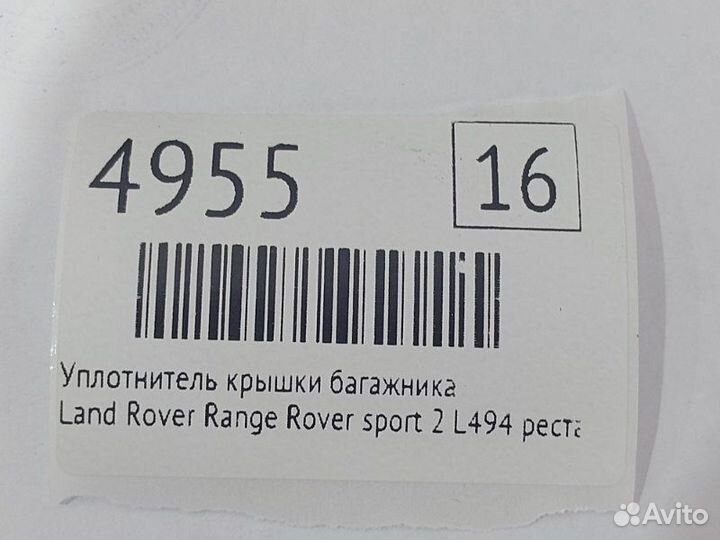 4955
16
Уплотнитель крышки багажника
Land Rover Range Rover sport 2 L494 реста
Avito